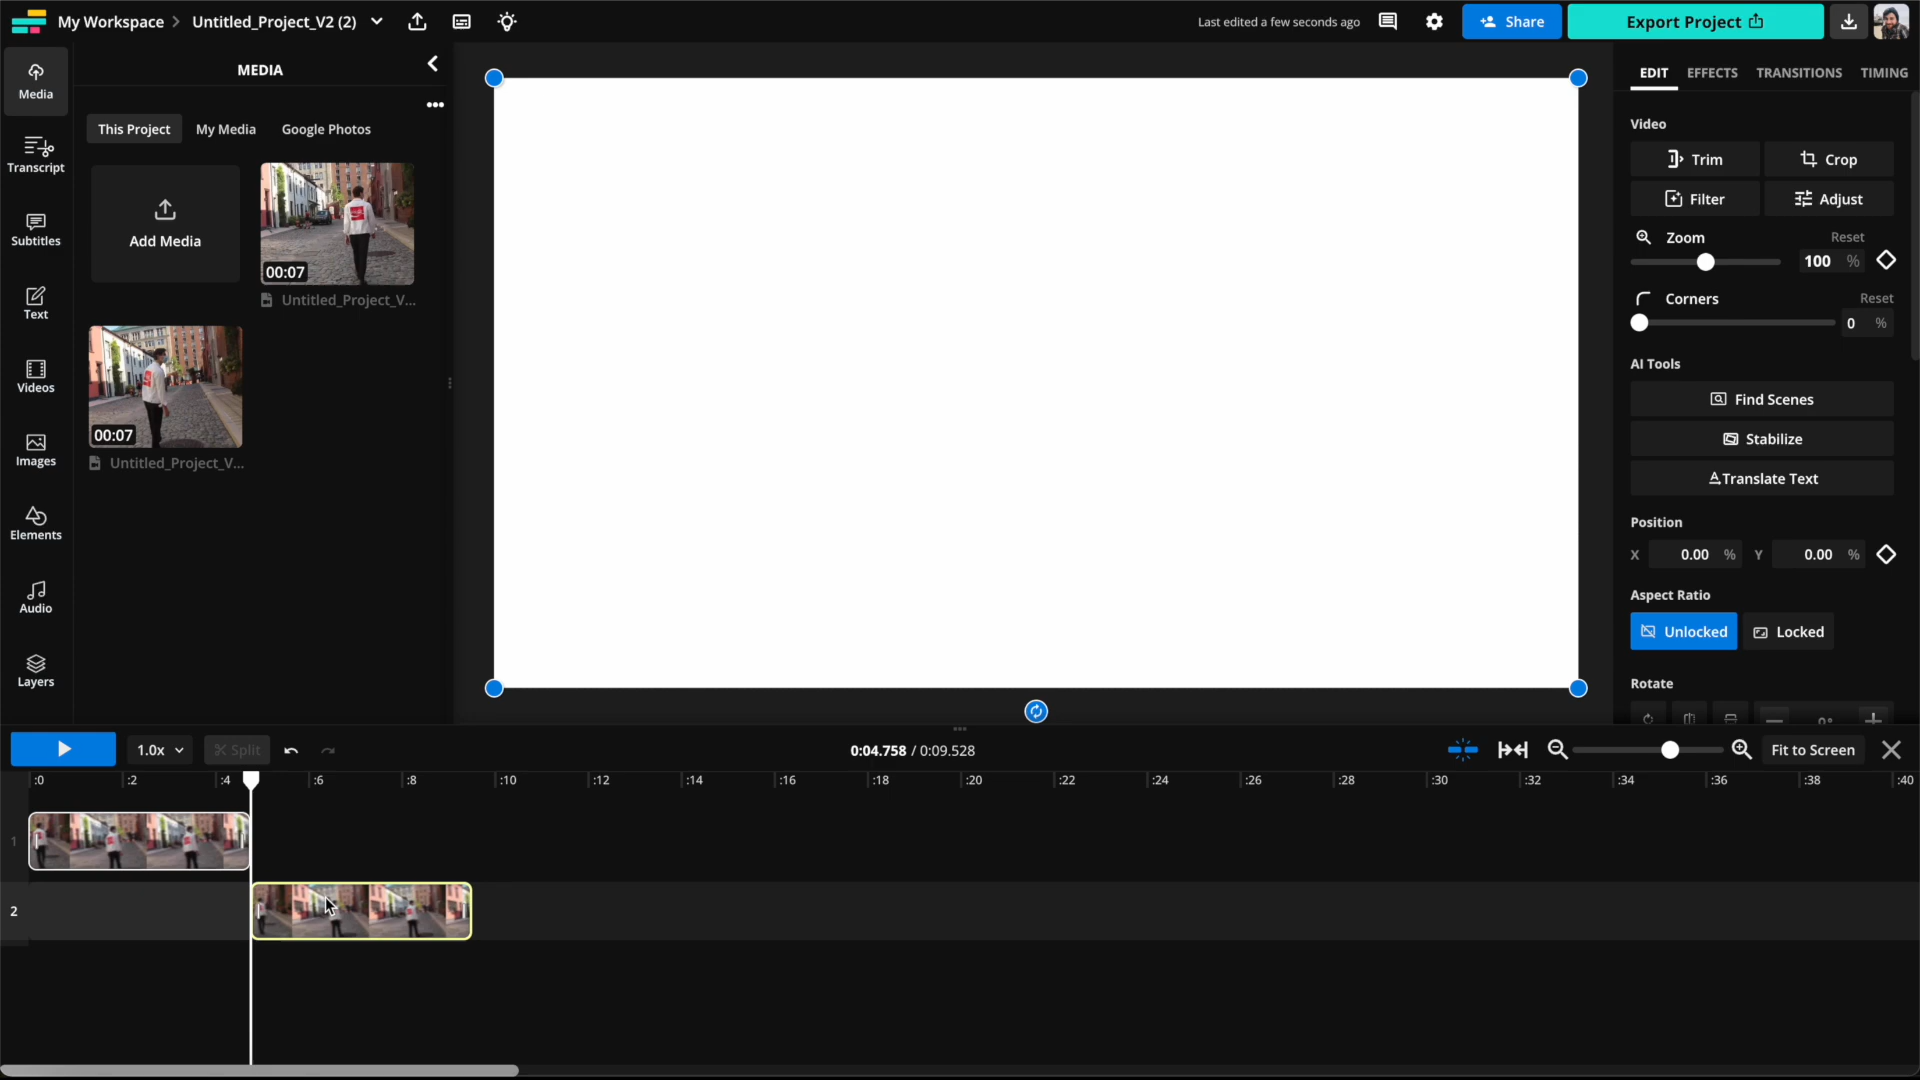 My Workspace > Untitled_Project_V2 (2)
Last edited a few seconds ago
Share
Export Project
Media
Transcript
Subtitles
Text
Videos
Images
Elements
Audio
Layers
MEDIA
This Project My Media Google Photos
Add Media
00:07
Untitled_Project_V...
00:07
Untitled_Project_V...
EDIT EFFECTS TRANSITIONS TIMING
Video
Trim Crop
Filter Adjust
Zoom Reset
100 %
Corners Reset
0 %
AI Tools
Find Scenes
Stabilize
Translate Text
Position
X 0.00 % Y 0.00 %
Aspect Ratio
Unlocked Locked
Rotate
0°
1.0x Split 0:04.758 / 0:09.528 Fit to Screen
:0 :2 :4 :6 :8 :10 :12 :14 :16 :18 :20 :22 :24 :26 :28 :30 :32 :34 :36 :38 :40
1
2